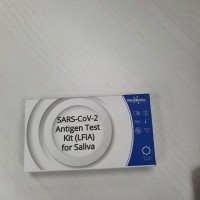 SARS-CoV-2
Antigen Test
Kit (LFIA)
for Saliva